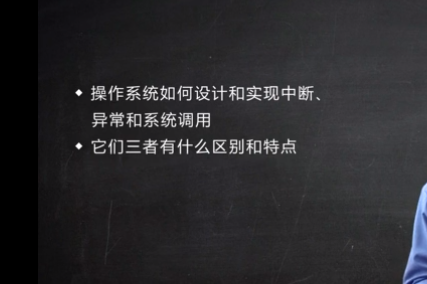 操作系统如何设计和实现中断、
异常和系统调用
它们三者有什么区别和特点